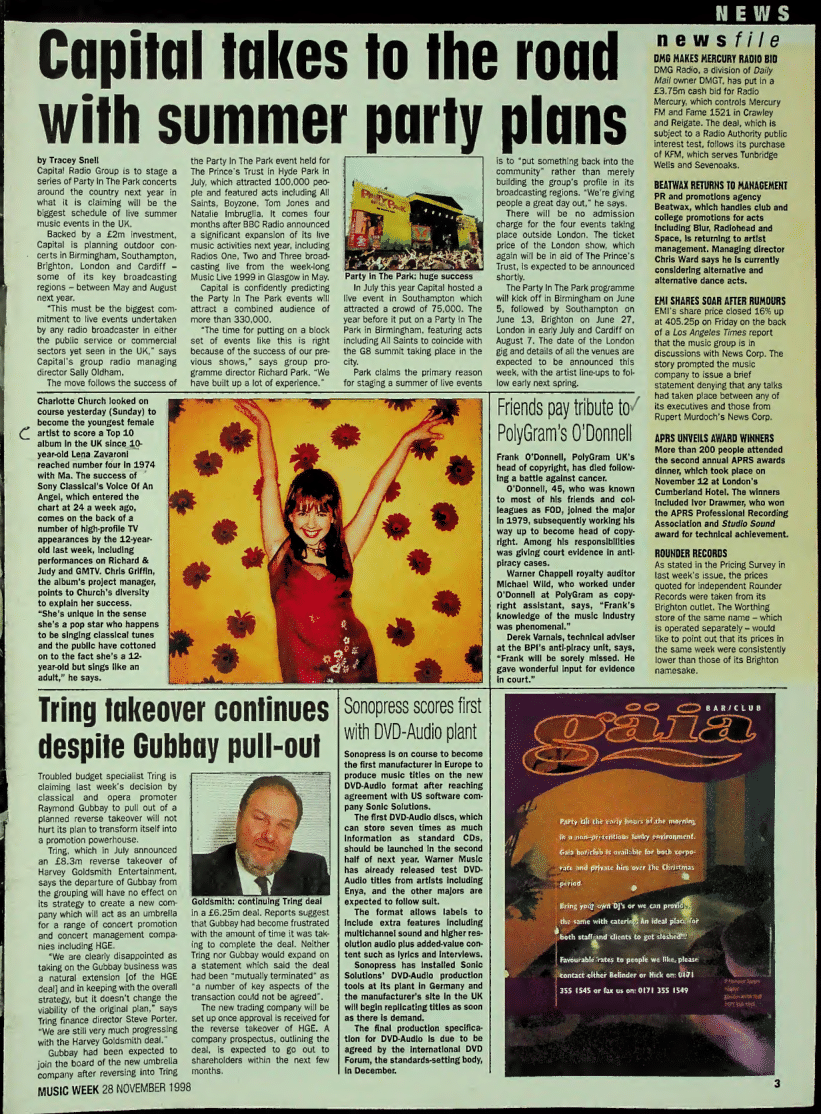 NEWS
Capital takes to the road
with summer party plans
by Tracey Snell
Capital Radio Group is to stage a
series of Party In The Park concerts
around the country next year in
what it is claiming will be the
biggest schedule of live summer
music events in the UK.
Backed by a £2m investment,
Capital is planning outdoor con-
certs in Birmingham, Southampton,
Brighton, London and Cardiff –
some of its key broadcasting
regions – between May and August
next year.
"This must be the biggest com-
mitment to live events undertaken
by any radio broadcaster in either
the public service or commercial
sectors yet seen in the UK," says
Capital's group radio managing
director Sally Oldham.
The move follows the success of
the Party In The Park event held for
The Prince's Trust in Hyde Park in
July, which attracted 100,000 peo-
ple and featured acts including All
Saints, Boyzone, Tom Jones and
Natalie Imbruglia. It comes four
months after BBC Radio announced
a significant expansion of its live
music activities next year, including
Radios One, Two and Three broad-
casting live from the week-long
Music Live 1999 in Glasgow in May.
Capital is confidently predicting
the Party In The Park events will
attract a combined audience of
more than 330,000.
"The time for putting on a block
set of events like this is right
because of the success of our pre-
vious shows," says group pro-
gramme director Richard Park. "We
have built up a lot of experience."
Party In The Park: huge success
In July this year Capital hosted a
live event in Southampton which
attracted a crowd of 75,000. The
year before it put on a Party In The
Park in Birmingham, featuring acts
including All Saints to coincide with
the G8 summit taking place in the
city.
Park claims the primary reason
for staging a summer of live events
is to "put something back into the
community" rather than merely
building the group's profile in its
broadcasting regions. "We're giving
people a great day out," he says.
There will be no admission
charge for the four events taking
place outside London. The ticket
price of the London show, which
again will be in aid of The Prince's
Trust, is expected to be announced
shortly.
The Party In The Park programme
will kick off in Birmingham on June
5, followed by Southampton on
June 13, Brighton on June 27,
London in early July and Cardiff on
August 7. The date of the London
gig and details of all the venues are
expected to be announced this
week, with the artist line-ups to fol-
low early next spring.
Charlotte Church looked on
course yesterday (Sunday) to
become the youngest female
artist to score a Top 10
album in the UK since 10-
year-old Lena Zavaroni
reached number four in 1974
with Ma. The success of
Sony Classical's Voice Of An
Angel, which entered the
chart at 24 a week ago,
comes on the back of a
number of high-profile TV
appearances by the 12-year-
old last week, including
performances on Richard &
Judy and GMTV. Chris Griffin,
the album's project manager,
points to Church's diversity
to explain her success.
"She's unique in the sense
she's a pop star who happens
to be singing classical tunes
and the public have cottoned
on to the fact she's a 12-
year-old but sings like an
adult," he says.
Friends pay tribute to
PolyGram's O'Donnell
Frank O'Donnell, PolyGram UK's
head of copyright, has died follow-
ing a battle against cancer.
O'Donnell, 45, who was known
to most of his friends and col-
leagues as FOD, joined the major
in 1979, subsequently working his
way up to become head of copy-
right. Among his responsibilities
was giving court evidence in anti-
piracy cases.
Warner Chappell royalty auditor
Michael Wild, who worked under
O'Donnell at PolyGram as copy-
right assistant, says, "Frank's
knowledge of the music industry
was phenomenal."
Derek Varnals, technical adviser
at the BPI's anti-piracy unit, says,
"Frank will be sorely missed. He
gave wonderful input for evidence
in court."
Tring takeover continues
despite Gubbay pull-out
Troubled budget specialist Tring is
claiming last week's decision by
classical and opera promoter
Raymond Gubbay to pull out of a
planned reverse takeover will not
hurt its plan to transform itself into
a promotion powerhouse.
Tring, which in July announced
an £8.3m reverse takeover of
Harvey Goldsmith Entertainment,
says the departure of Gubbay from
the grouping will have no effect on
its strategy to create a new com-
pany which will act as an umbrella
for a range of concert promotion
and concert management compa-
nies including HGE.
"We are clearly disappointed as
taking on the Gubbay business was
a natural extension [of the HGE
deal] and in keeping with the overall
strategy, but it doesn't change the
viability of the original plan," says
Tring finance director Steve Porter.
"We are still very much progressing
with the Harvey Goldsmith deal."
Gubbay had been expected to
join the board of the new umbrella
company after reversing into Tring
Goldsmith: continuing Tring deal
in a £6.25m deal. Reports suggest
that Gubbay had become frustrated
with the amount of time it was tak-
ing to complete the deal. Neither
Tring nor Gubbay would expand on
a statement which said the deal
had been "mutually terminated" as
"a number of key aspects of the
transaction could not be agreed".
The new trading company will be
set up once approval is received for
the reverse takeover of HGE. A
company prospectus, outlining the
deal, is expected to go out to
shareholders within the next few
months.
Sonopress scores first
with DVD-Audio plant
Sonopress is on course to become
the first manufacturer in Europe to
produce music titles on the new
DVD-Audio format after reaching
agreement with US software com-
pany Sonic Solutions.
The first DVD-Audio discs, which
can store seven times as much
information as standard CDs,
should be launched in the second
half of next year. Warner Music
has already released test DVD-
Audio titles from artists including
Enya, and the other majors are
expected to follow suit.
The format allows labels to
include extra features including
multichannel sound and higher res-
olution audio plus added-value con-
tent such as lyrics and interviews.
Sonopress has installed Sonic
Solutions' DVD-Audio production
tools at its plant in Germany and
the manufacturer's site in the UK
will begin replicating titles as soon
as there is demand.
The final production specifica-
tion for DVD-Audio is due to be
agreed by the International DVD
Forum, the standards-setting body,
in December.
newsfile
DMG MAKES MERCURY RADIO BID
DMG Radio, a division of Daily
Mail owner DMGT, has put in a
£3.75m cash bid for Radio
Mercury, which controls Mercury
FM and Fame 1521 in Crawley
and Reigate. The deal, which is
subject to a Radio Authority public
interest test, follows its purchase
of KFM, which serves Tunbridge
Wells and Sevenoaks.
BEATWAX RETURNS TO MANAGEMENT
PR and promotions agency
Beatwax, which handles club and
college promotions for acts
including Blur, Radiohead and
Space, is returning to artist
management. Managing director
Chris Ward says he is currently
considering alternative and
alternative dance acts.
EMI SHARES SOAR AFTER RUMOURS
EMI's share price closed 16% up
at 405.25p on Friday on the back
of a Los Angeles Times report
that the music group is in
discussions with News Corp. The
story prompted the music
company to issue a brief
statement denying that any talks
had taken place between any of
its executives and those from
Rupert Murdoch's News Corp.
APRS UNVEILS AWARD WINNERS
More than 200 people attended
the second annual APRS awards
dinner, which took place on
November 12 at London's
Cumberland Hotel. The winners
included Ivor Drawmer, who won
the APRS Professional Recording
Association and Studio Sound
award for technical achievement.
ROUNDER RECORDS
As stated in the Pricing Survey in
last week's issue, the prices
quoted for independent Rounder
Records were taken from its
Brighton outlet. The Worthing
store of the same name – which
is operated separately – would
like to point out that its prices in
the same week were consistently
lower than those of its Brighton
namesake.
BAR/CLUB
gäia
Party till the early hours of the morning
in a non-pretentious funky environment.
Gaia bar/club is available for both corpo-
rate and private hire over the Christmas
period.
Bring your own DJ's or we can provide
the same with catering. An ideal place for
both staff and clients to get sloshed!!
Favourable rates to people we like, please
contact either Belinder or Nick on: 0171
355 1545 or fax us on: 0171 355 1549
MUSIC WEEK 28 NOVEMBER 1998
3